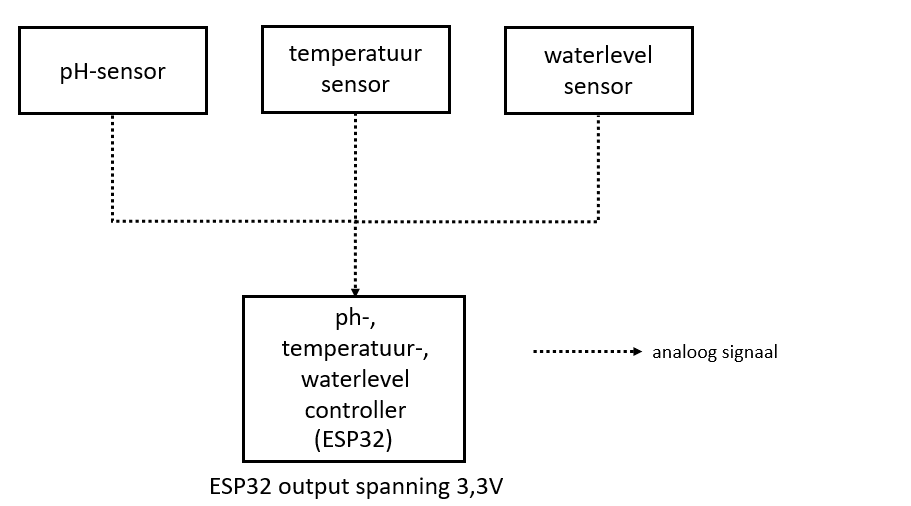 pH-sensor
temperatuur
sensor
waterlevel
sensor
ph-,
temperatuur-,
waterlevel
controller
(ESP32)
analoog signaal
ESP32 output spanning 3,3V